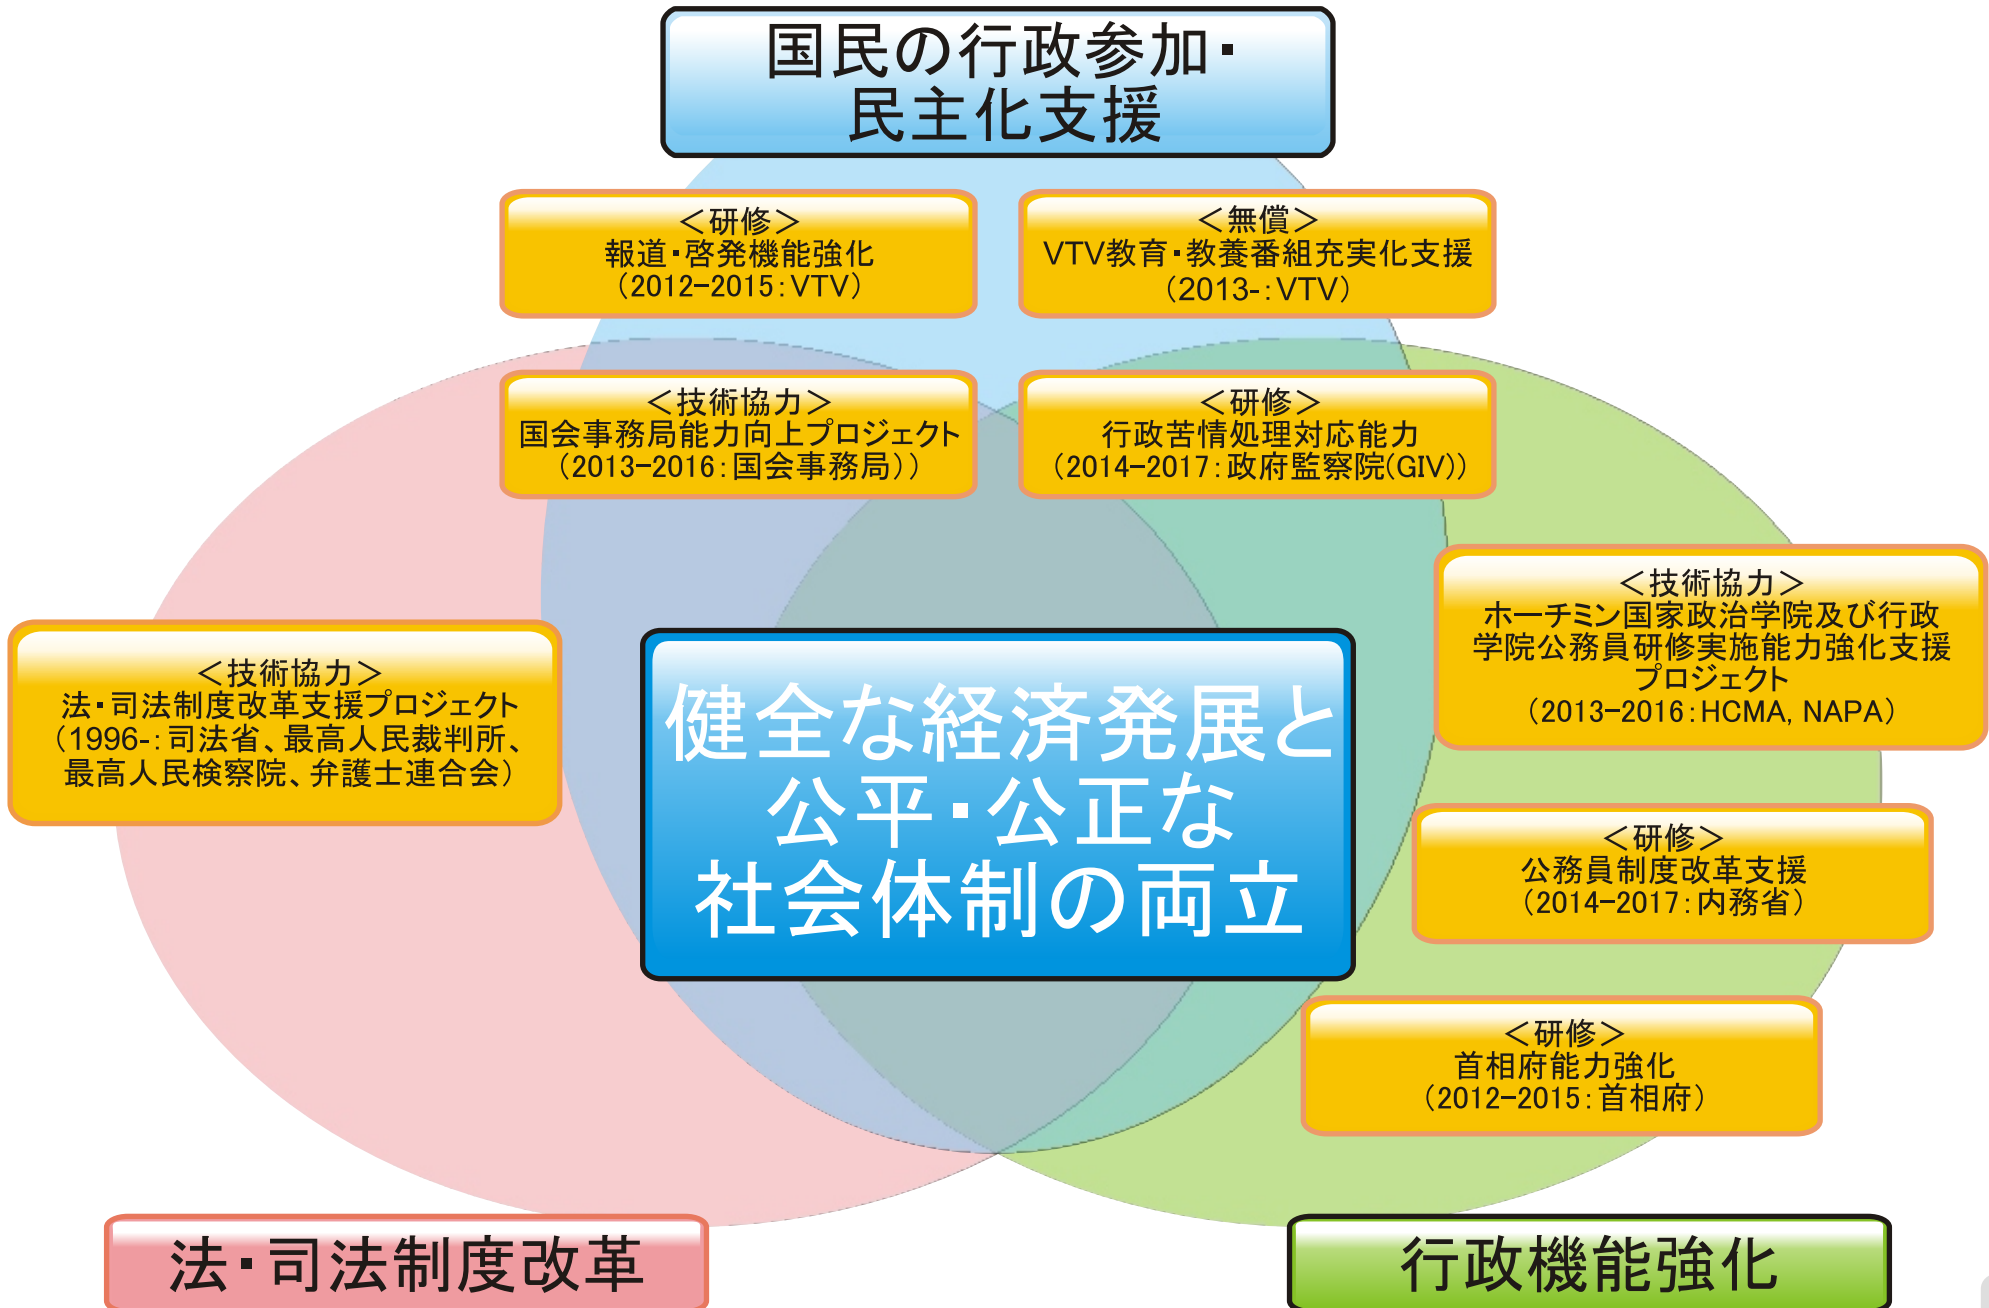 国民の行政参加・
民主化支援
＜研修＞
報道・啓発機能強化
（2012-2015：VTV）
＜無償＞
VTV教育・教養番組充実化支援
（2013-：VTV）
＜技術協力＞
国会事務局能力向上プロジェクト
（2013-2016：国会事務局））
＜研修＞
行政苦情処理対応能力
（2014-2017：政府監察院(GIV)）
＜技術協力＞
ホーチミン国家政治学院及び行政
学院公務員研修実施能力強化支援
プロジェクト
（2013-2016：HCMA, NAPA）
＜技術協力＞
法・司法制度改革支援プロジェクト
（1996-：司法省、最高人民裁判所、
最高人民検察院、弁護士連合会）
健全な経済発展と
公平・公正な
社会体制の両立
＜研修＞
公務員制度改革支援
（2014-2017：内務省）
＜研修＞
首相府能力強化
（2012-2015：首相府）
法・司法制度改革
行政機能強化